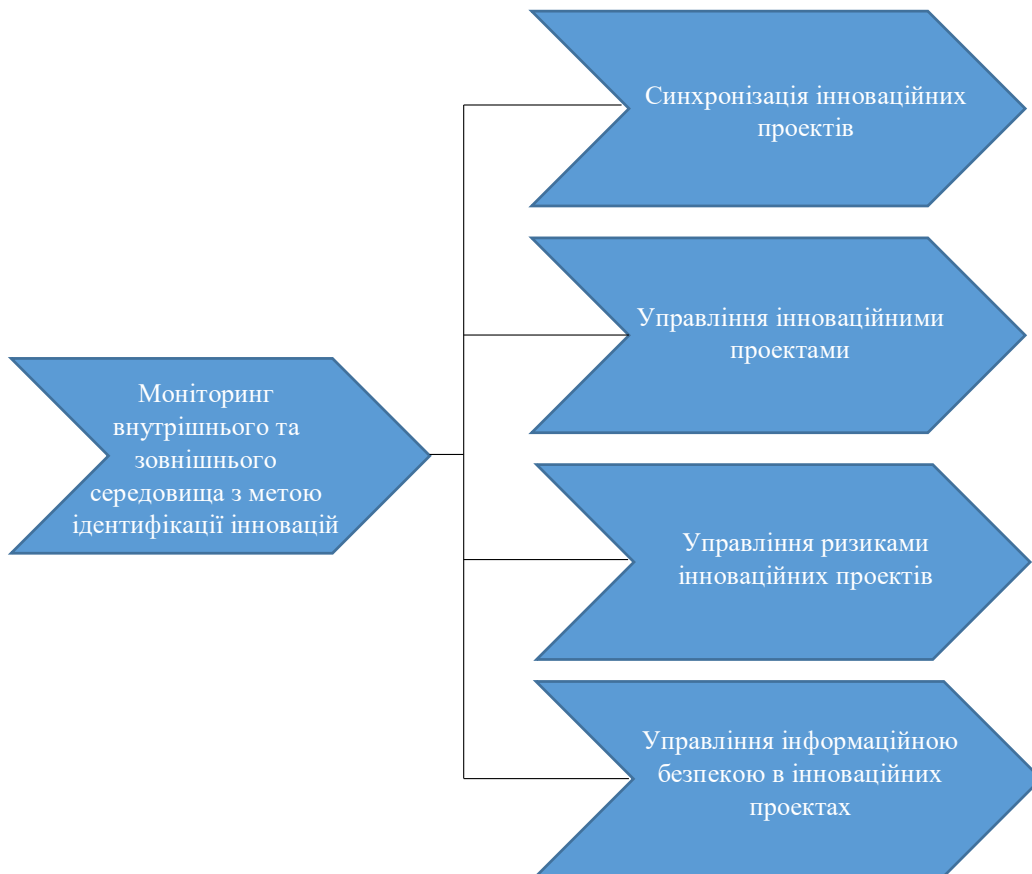 Синхронізація інноваційних
проектів
Управління інноваційними
проектами
Моніторинг
внутрішнього та
зовнішнього
середовища з метою
ідентифікації інновацій
Управління ризиками
інноваційних проектів
Управління інформаційною
безпекою в інноваційних
проектах